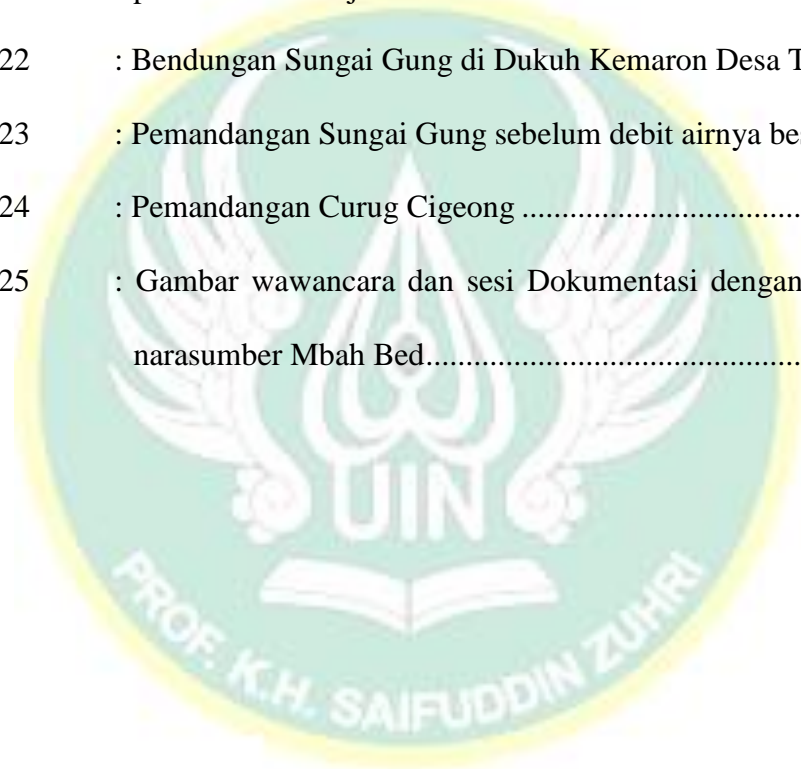 22 : Bendungan Sungai Gung di Dukuh Kemaron Desa
23 : Pemandangan Sungai Gung sebelum debit airnya
24 : Pemandangan Curug Cigeong ..................................
25 : Gambar wawancara dan sesi Dokumentasi dengan
narasumber Mbah Bed..............................................
UIN
PROF. K.H. SAIFUDDIN ZUHRI